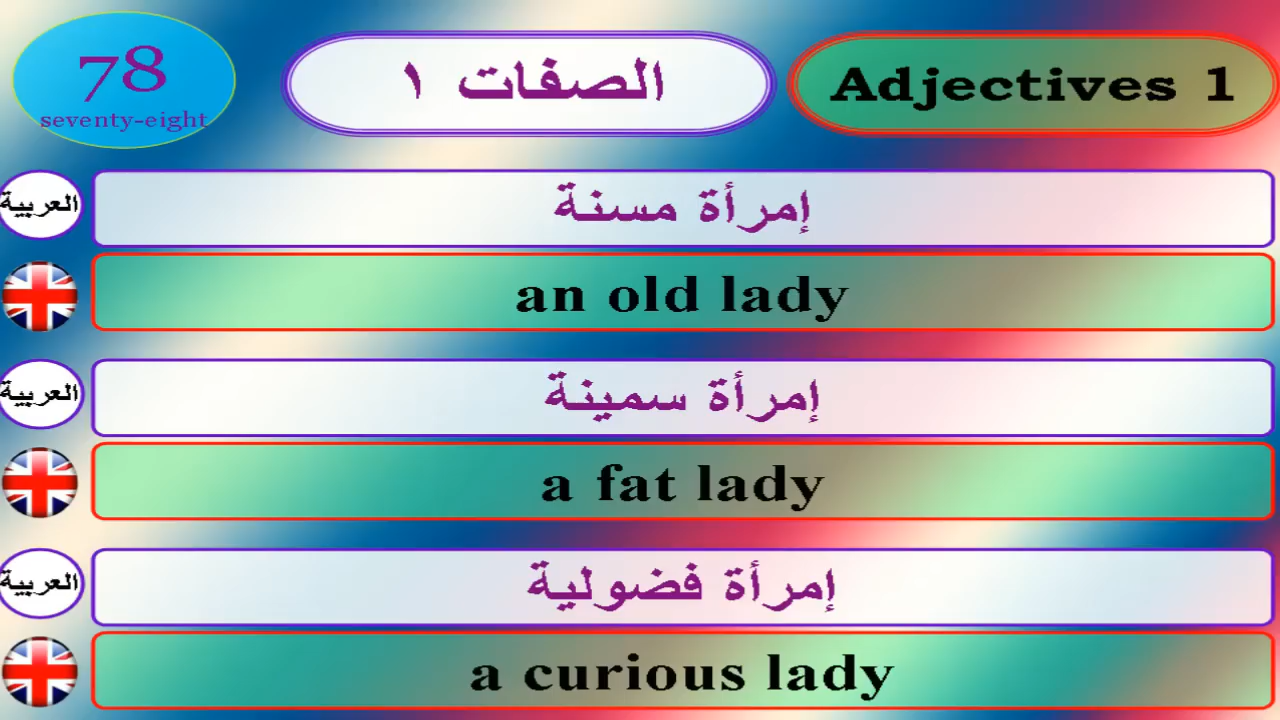 78
seventy-eight
الصفات ١
Adjectives 1
العربية
إمرأة مسنة
an old lady
العربية
إمرأة سمينة
a fat lady
العربية
إمرأة فضولية
a curious lady